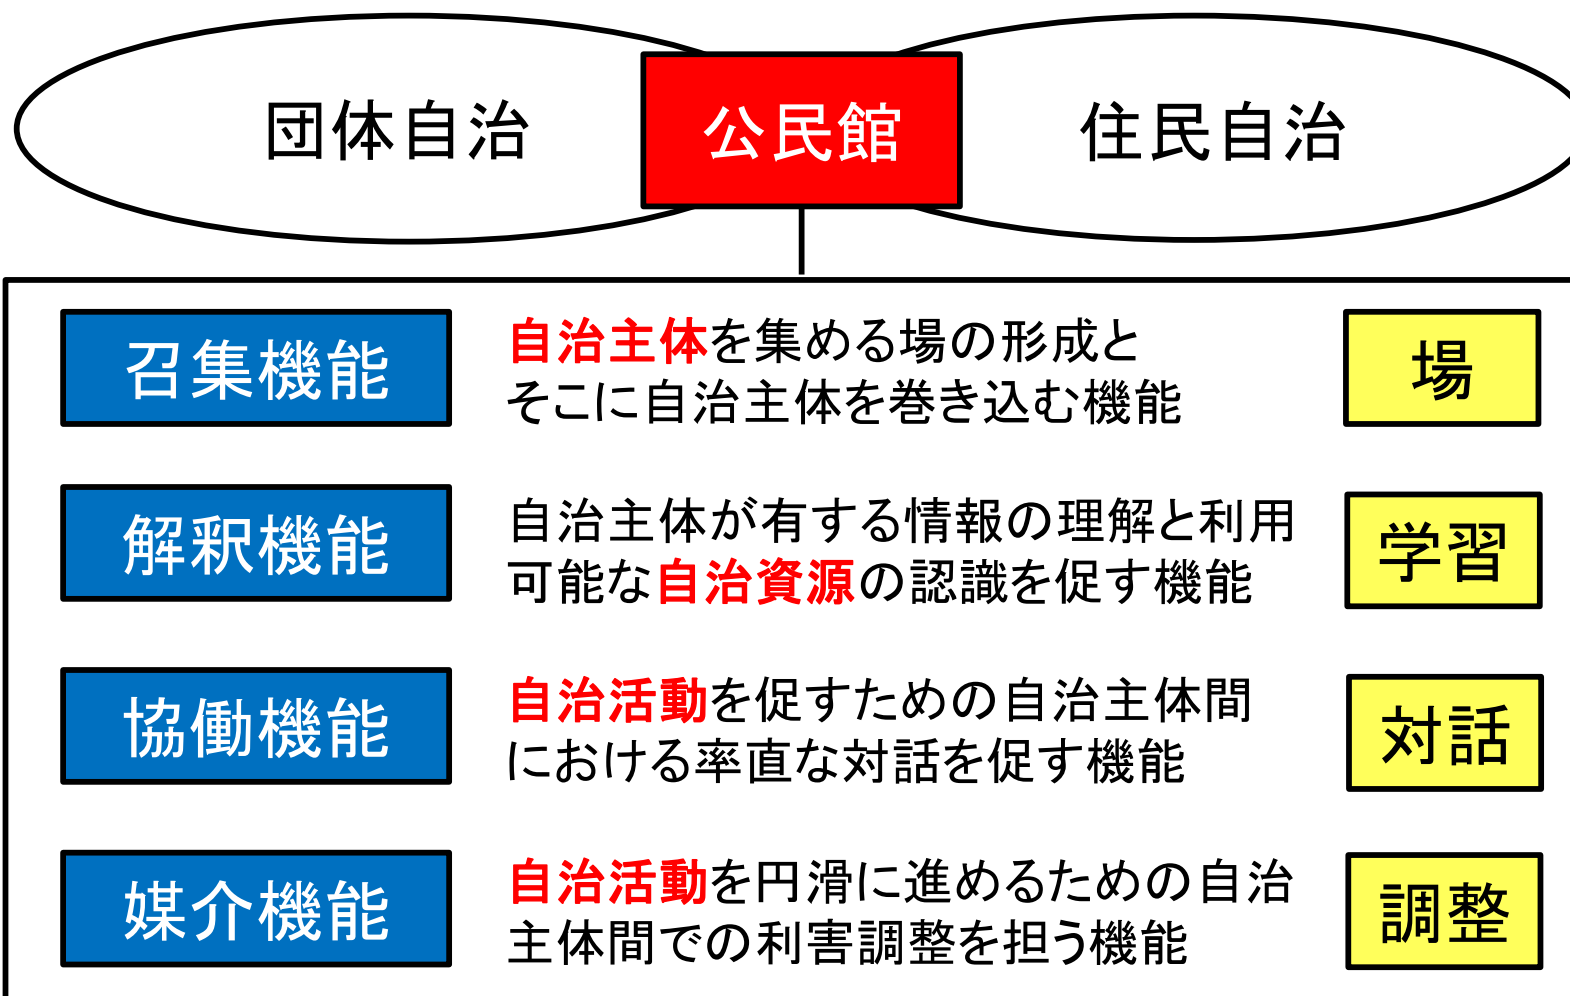 団体自治
公民館
住民自治
召集機能
自治主体を集める場の形成と
そこに自治主体を巻き込む機能
場
解釈機能
自治主体が有する情報の理解と利用
可能な自治資源の認識を促す機能
学習
協働機能
自治活動を促すための自治主体間
における率直な対話を促す機能
対話
媒介機能
自治活動を円滑に進めるための自治
主体間での利害調整を担う機能
調整